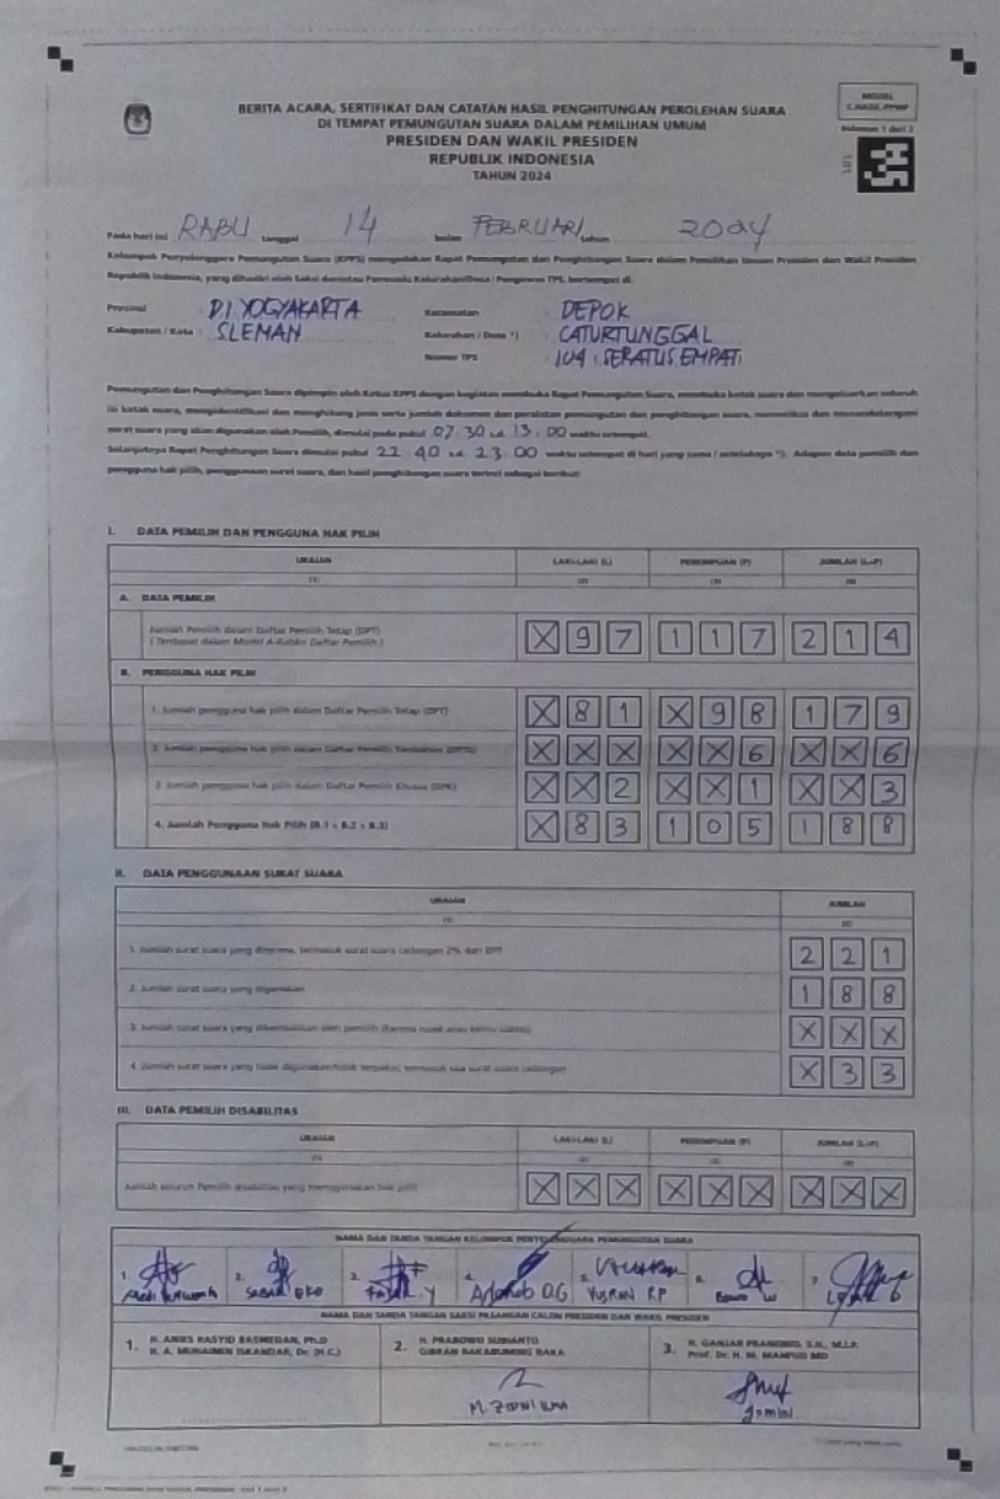 MODEL
C.HASIL-PPWP
BERITA ACARA, SERTIFIKAT DAN CATATAN HASIL PENGHITUNGAN PEROLEHAN SUARA
DI TEMPAT PEMUNGUTAN SUARA DALAM PEMILIHAN UMUM
PRESIDEN DAN WAKIL PRESIDEN
REPUBLIK INDONESIA
TAHUN 2024
Halaman 1 dari 3
101
Pada hari ini RABU tanggal 14 bulan FEBRUARI tahun 2024
Kelompok Penyelenggara Pemungutan Suara (KPPS) mengadakan Rapat Pemungutan dan Penghitungan Suara dalam Pemilihan Umum Presiden dan Wakil Presiden
Republik Indonesia, yang dihadiri oleh Saksi dan/atau Panwaslu Kelurahan/Desa / Pengawas TPS, bertempat di:
Provinsi : D.I YOGYAKARTA Kecamatan : DEPOK
Kabupaten / Kota : SLEMAN Kelurahan / Desa *) : CATURTUNGGAL
Nomor TPS : 104 : SERATUS EMPAT
Pemungutan dan Penghitungan Suara dipimpin oleh Ketua KPPS dengan kegiatan membuka Rapat Pemungutan Suara, membuka kotak suara dan mengeluarkan seluruh
isi kotak suara, mengidentifikasi dan menghitung jenis serta jumlah dokumen dan peralatan pemungutan dan penghitungan suara, memeriksa dan menandatangani
surat suara yang akan digunakan oleh Pemilih, dimulai pada pukul 07:30 s.d. 13:00 waktu setempat.
Selanjutnya Rapat Penghitungan Suara dimulai pukul 22:40 s.d. 23:00 waktu setempat di hari yang sama / setelahnya *). Adapun data pemilih dan
pengguna hak pilih, penggunaan surat suara, dan hasil penghitungan suara terinci sebagai berikut:
I. DATA PEMILIH DAN PENGGUNA HAK PILIH
URAIAN LAKI-LAKI (L) PEREMPUAN (P) JUMLAH (L+P)
(1) (2) (3) (4)
A. DATA PEMILIH
Jumlah Pemilih dalam Daftar Pemilih Tetap (DPT) X 9 7 1 1 7 2 1 4
( Terdapat dalam Model A-Kabko Daftar Pemilih )
B. PENGGUNA HAK PILIH
1. Jumlah pengguna hak pilih dalam Daftar Pemilih Tetap (DPT) X 8 1 X 9 8 1 7 9
2. Jumlah pengguna hak pilih dalam Daftar Pemilih Tambahan (DPTb) X X X X X 6 X X 6
3. Jumlah pengguna hak pilih dalam Daftar Pemilih Khusus (DPK) X X 2 X X 1 X X 3
4. Jumlah Pengguna Hak Pilih (B.1 + B.2 + B.3) X 8 3 1 0 5 1 8 8
II. DATA PENGGUNAAN SURAT SUARA
URAIAN JUMLAH
(1) (2)
1. Jumlah surat suara yang diterima, termasuk surat suara cadangan 2% dari DPT 2 2 1
2. Jumlah surat suara yang digunakan 1 8 8
3. Jumlah surat suara yang dikembalikan oleh pemilih (karena rusak atau keliru coblos) X X X
4. Jumlah surat suara yang tidak digunakan/tidak terpakai, termasuk sisa surat suara cadangan X 3 3
III. DATA PEMILIH DISABILITAS
URAIAN LAKI-LAKI (L) PEREMPUAN (P) JUMLAH (L+P)
(1) (2) (3) (4)
Jumlah seluruh Pemilih disabilitas yang menggunakan hak pilih X X X X X X X X X
NAMA DAN TANDA TANGAN KELOMPOK PENYELENGGARA PEMUNGUTAN SUARA
1. 2. 3. 4. 5. YUSRON R.P 6. 7.
NAMA DAN TANDA TANGAN SAKSI PASANGAN CALON PRESIDEN DAN WAKIL PRESIDEN
1. H. ANIES RASYID BASWEDAN, Ph.D 2. H. PRABOWO SUBIANTO 3. H. GANJAR PRANOWO, S.H., M.I.P.
H. A. MUHAIMIN ISKANDAR, Dr. (H.C.) GIBRAN RAKABUMING RAKA Prof. Dr. H. M. MAHFUD MD
M. ZIDNI ILMA